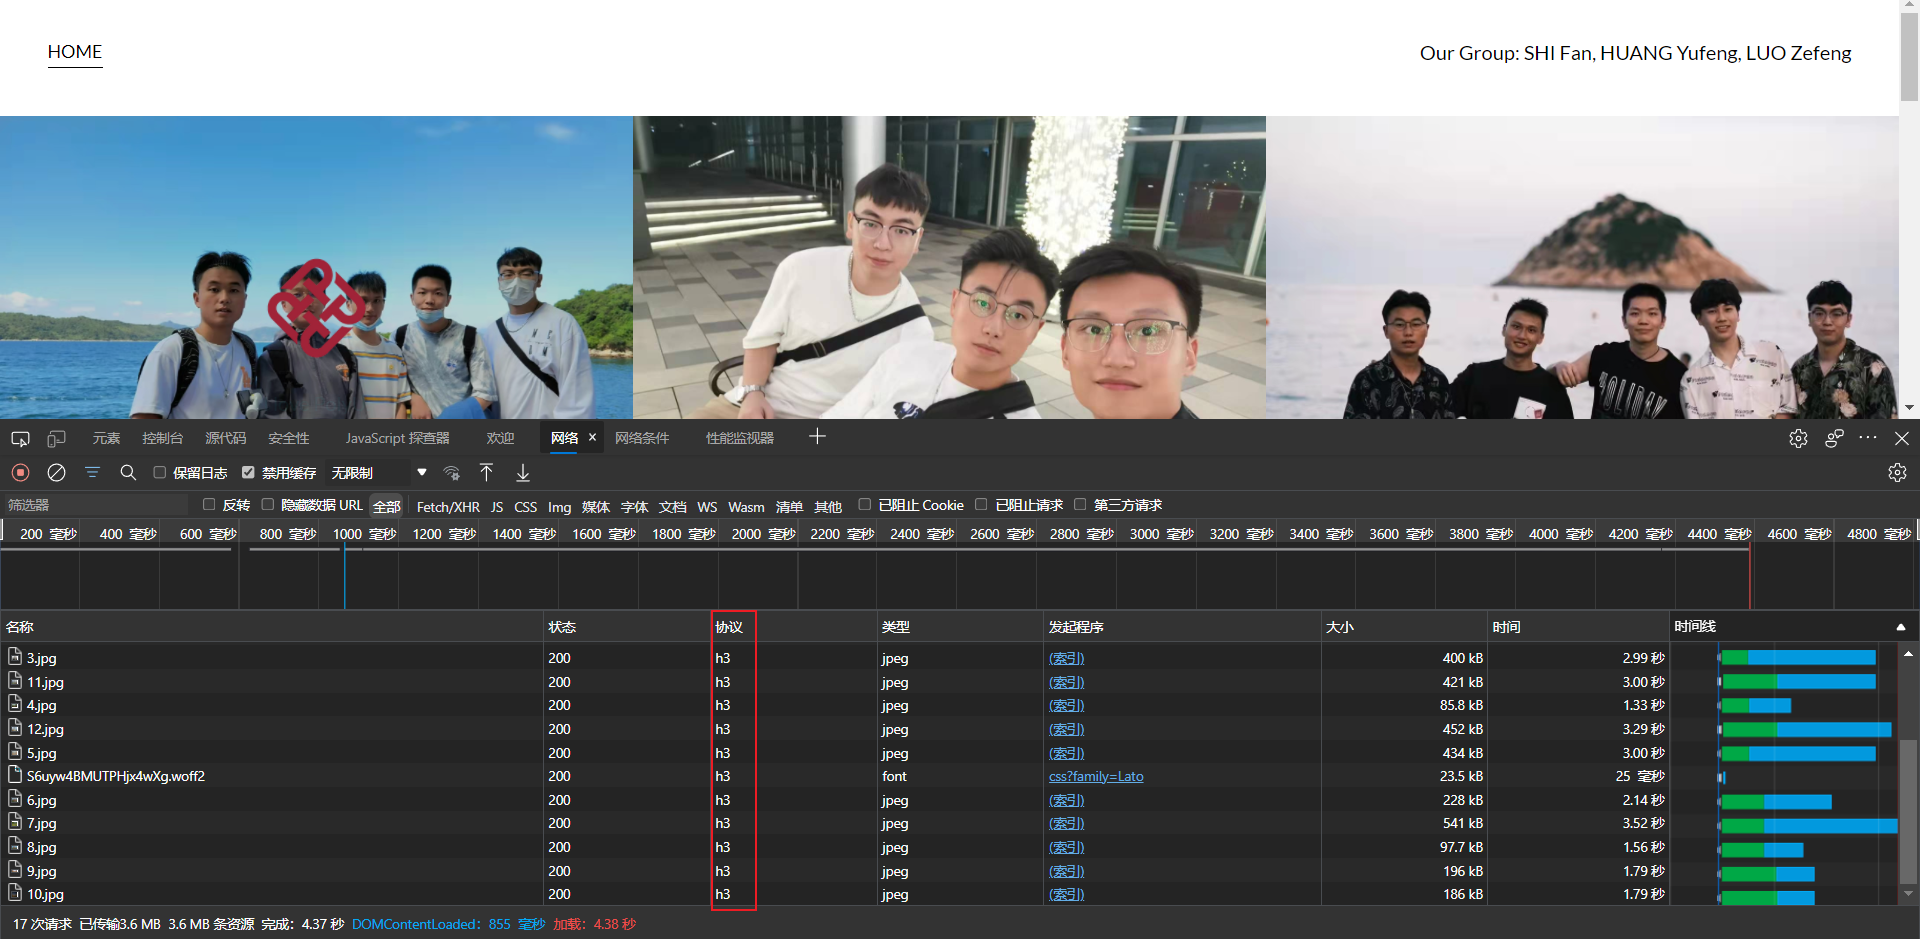 HOME
Our Group: SHI Fan, HUANG Yufeng, LUO Zefeng
HOLIDAY
元素 控制台 源代码 安全性 JavaScript 探查器 欢迎 网络 × 网络条件 性能监视器
保留日志 禁用缓存 无限制
筛选器 反转 隐藏数据 URL 全部 Fetch/XHR JS CSS Img 媒体 字体 文档 WS Wasm 清单 其他 已阻止 Cookie 已阻止请求 第三方请求
200 毫秒 400 毫秒 600 毫秒 800 毫秒 1000 毫秒 1200 毫秒 1400 毫秒 1600 毫秒 1800 毫秒 2000 毫秒 2200 毫秒 2400 毫秒 2600 毫秒 2800 毫秒 3000 毫秒 3200 毫秒 3400 毫秒 3600 毫秒 3800 毫秒 4000 毫秒 4200 毫秒 4400 毫秒 4600 毫秒 4800 毫秒
名称 状态 协议 类型 发起程序 大小 时间 时间线
3.jpg 200 h3 jpeg (索引) 400 kB 2.99 秒
11.jpg 200 h3 jpeg (索引) 421 kB 3.00 秒
4.jpg 200 h3 jpeg (索引) 85.8 kB 1.33 秒
12.jpg 200 h3 jpeg (索引) 452 kB 3.29 秒
5.jpg 200 h3 jpeg (索引) 434 kB 3.00 秒
S6uyw4BMUTPHjx4wXg.woff2 200 h3 font css?family=Lato 23.5 kB 25 毫秒
6.jpg 200 h3 jpeg (索引) 228 kB 2.14 秒
7.jpg 200 h3 jpeg (索引) 541 kB 3.52 秒
8.jpg 200 h3 jpeg (索引) 97.7 kB 1.56 秒
9.jpg 200 h3 jpeg (索引) 196 kB 1.79 秒
10.jpg 200 h3 jpeg (索引) 186 kB 1.79 秒
17 次请求 已传输3.6 MB 3.6 MB 条资源 完成：4.37 秒 DOMContentLoaded：855 毫秒 加载：4.38 秒